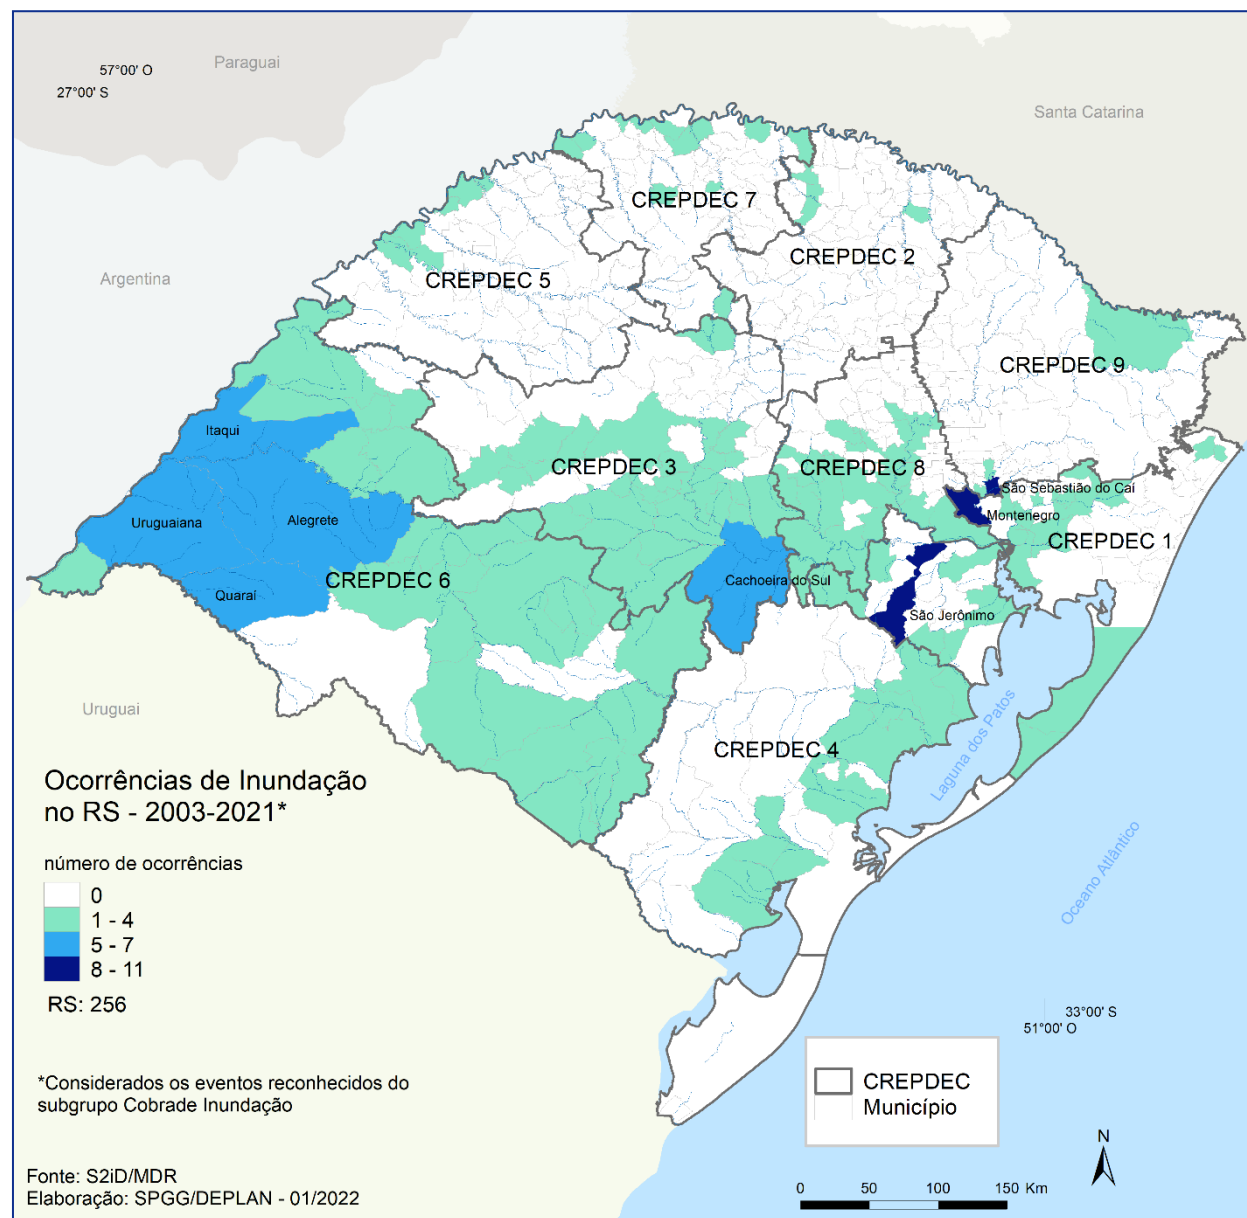 Paraguai
57°00' O
27°00' S
Santa Catarina
CREPDEC 7
CREPDEC 2
Argentina
CREPDEC 5
CREPDEC 9
Itaqui
CREPDEC 3
CREPDEC 8
São Sebastião do Caí
Montenegro
Uruguaiana
Alegrete
CREPDEC 1
CREPDEC 6
Cachoeira do Sul
Quaraí
São Jerônimo
Uruguai
CREPDEC 4
Laguna dos Patos
Oceano Atlântico
Ocorrências de Inundação
no RS - 2003-2021*
número de ocorrências
0
1 - 4
5 - 7
8 - 11
RS: 256
33°00' S
51°00' O
*Considerados os eventos reconhecidos do
subgrupo Cobrade Inundação
CREPDEC
Município
N
Fonte: S2iD/MDR
Elaboração: SPGG/DEPLAN - 01/2022
0 50 100 150 Km